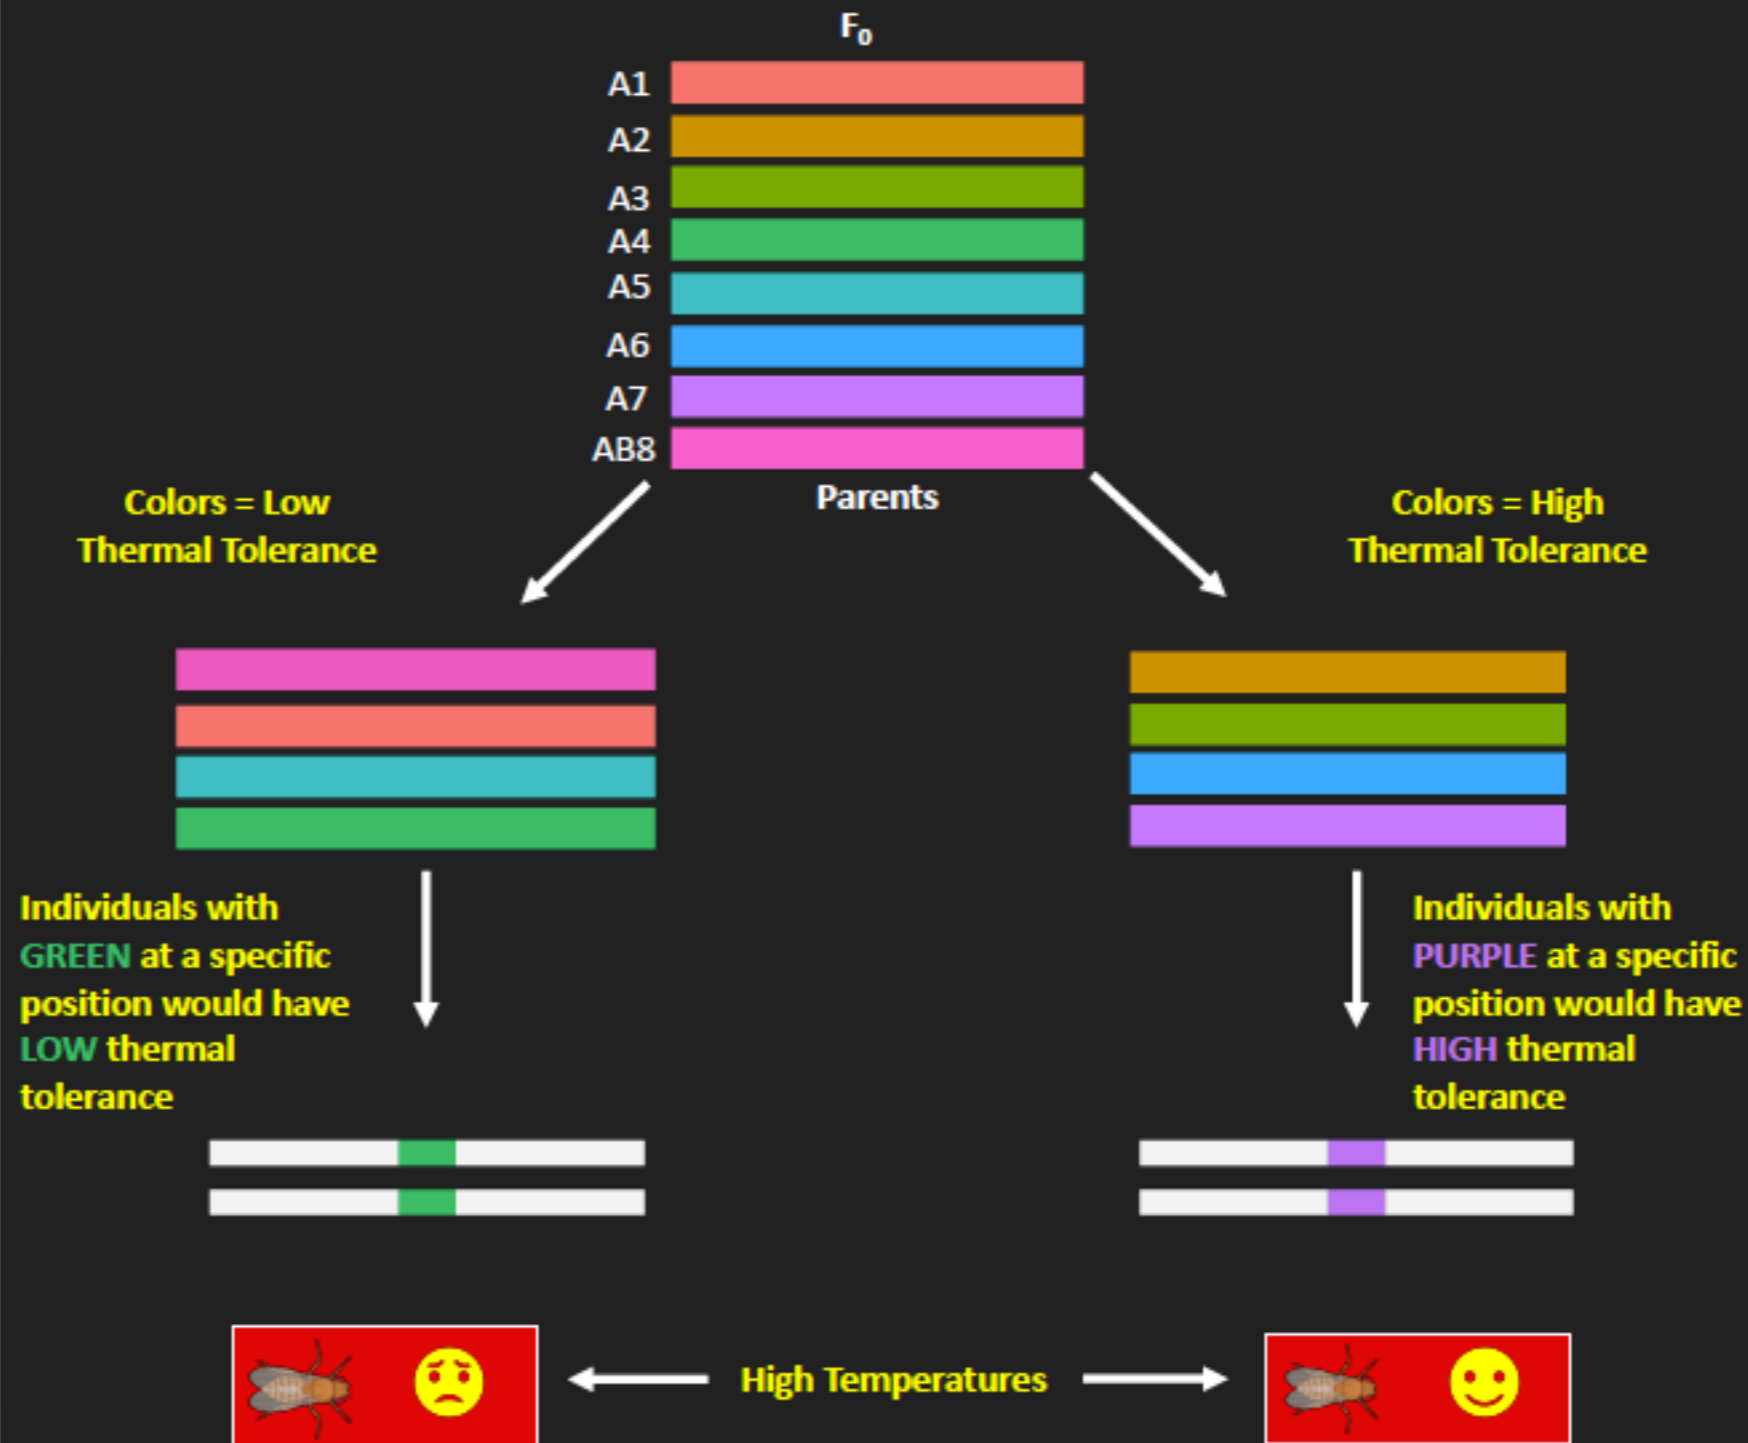 F₀
A1
A2
A3
A4
A5
A6
A7
AB8
Parents
Colors = Low
Thermal Tolerance
Colors = High
Thermal Tolerance
Individuals with
GREEN at a specific
position would have
LOW thermal
tolerance
Individuals with
PURPLE at a specific
position would have
HIGH thermal
tolerance
High Temperatures